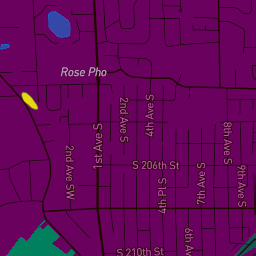 Rose Pho
2nd Ave S
4th Ave S
1st Ave S
8th Ave S
2nd Ave SW
S 206th St
4th Pl S
7th Ave S
9th Ave S
6th Ave S
S 210th St